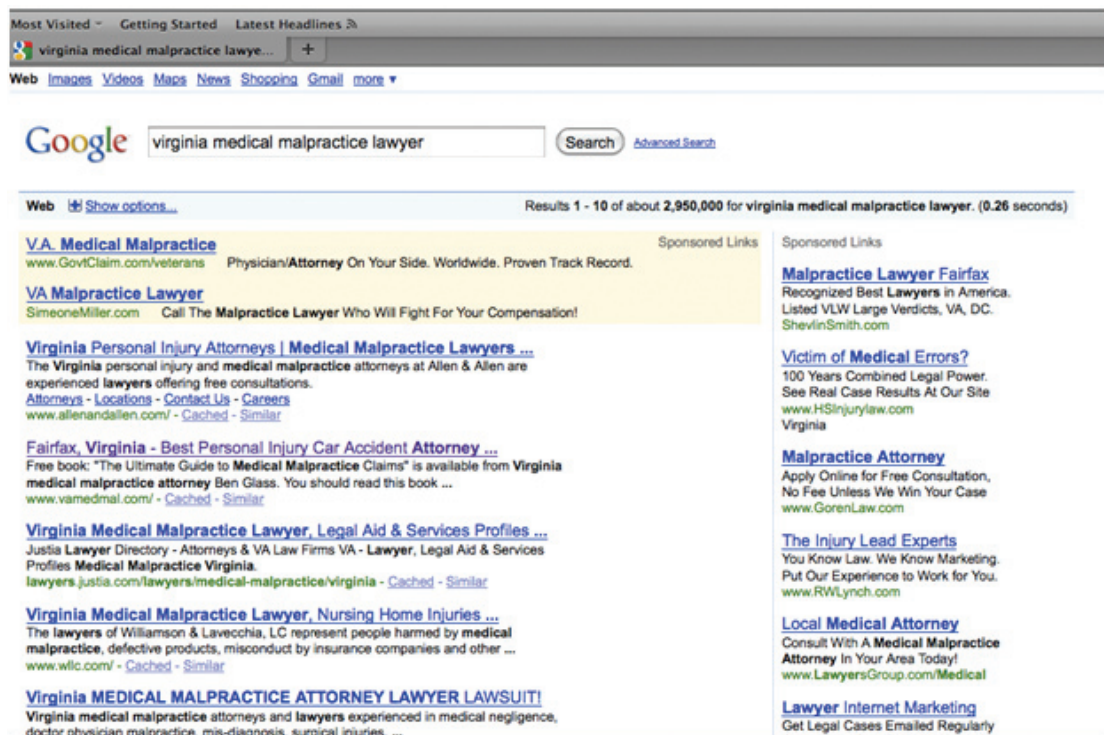 Most Visited Getting Started Latest Headlines
virginia medical malpractice lawye... +
Web Images Videos Maps News Shopping Gmail more ▼
Google virginia medical malpractice lawyer Search Advanced Search
Web Show options... Results 1 - 10 of about 2,950,000 for virginia medical malpractice lawyer. (0.26 seconds)
V.A. Medical Malpractice Sponsored Links
www.GovtClaim.com/veterans Physician/Attorney On Your Side. Worldwide. Proven Track Record.
VA Malpractice Lawyer
SimeoneMiller.com Call The Malpractice Lawyer Who Will Fight For Your Compensation!
Virginia Personal Injury Attorneys | Medical Malpractice Lawyers ...
The Virginia personal injury and medical malpractice attorneys at Allen & Allen are
experienced lawyers offering free consultations.
Attorneys - Locations - Contact Us - Careers
www.allenandallen.com/ - Cached - Similar
Fairfax, Virginia - Best Personal Injury Car Accident Attorney ...
Free book: "The Ultimate Guide to Medical Malpractice Claims" is available from Virginia
medical malpractice attorney Ben Glass. You should read this book ...
www.vamedmal.com/ - Cached - Similar
Virginia Medical Malpractice Lawyer, Legal Aid & Services Profiles ...
Justia Lawyer Directory - Attorneys & VA Law Firms VA - Lawyer, Legal Aid & Services
Profiles Medical Malpractice Virginia.
lawyers.justia.com/lawyers/medical-malpractice/virginia - Cached - Similar
Virginia Medical Malpractice Lawyer, Nursing Home Injuries ...
The lawyers of Williamson & Lavecchia, LC represent people harmed by medical
malpractice, defective products, misconduct by insurance companies and other ...
www.wllc.com/ - Cached - Similar
Virginia MEDICAL MALPRACTICE ATTORNEY LAWYER LAWSUIT!
Virginia medical malpractice attorneys and lawyers experienced in medical negligence,
doctor physician malpractice, mis-diagnosis, surgical injuries, ...
Sponsored Links
Malpractice Lawyer Fairfax
Recognized Best Lawyers in America.
Listed VLW Large Verdicts, VA, DC.
ShevlinSmith.com
Victim of Medical Errors?
100 Years Combined Legal Power.
See Real Case Results At Our Site
www.HSInjurylaw.com
Virginia
Malpractice Attorney
Apply Online for Free Consultation,
No Fee Unless We Win Your Case
www.GorenLaw.com
The Injury Lead Experts
You Know Law. We Know Marketing.
Put Our Experience to Work for You.
www.RWLynch.com
Local Medical Attorney
Consult With A Medical Malpractice
Attorney In Your Area Today!
www.LawyersGroup.com/Medical
Lawyer Internet Marketing
Get Legal Cases Emailed Regularly